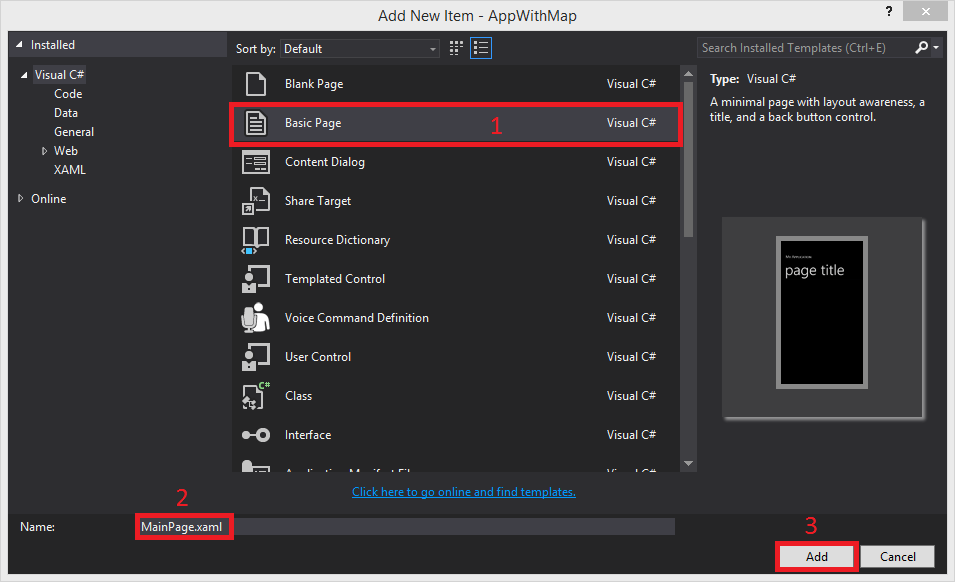 Add New Item - AppWithMap
?
Installed
Sort by: Default
Search Installed Templates (Ctrl+E)
Visual C#
Code
Data
General
Web
XAML
Online
Blank Page Visual C#
Basic Page 1 Visual C#
Content Dialog Visual C#
Share Target Visual C#
Resource Dictionary Visual C#
Templated Control Visual C#
Voice Command Definition Visual C#
User Control Visual C#
C#
Class Visual C#
Interface Visual C#
Type: Visual C#
A minimal page with layout awareness, a
title, and a back button control.
page title
Click here to go online and find templates.
2
Name: MainPage.xaml
3
Add Cancel